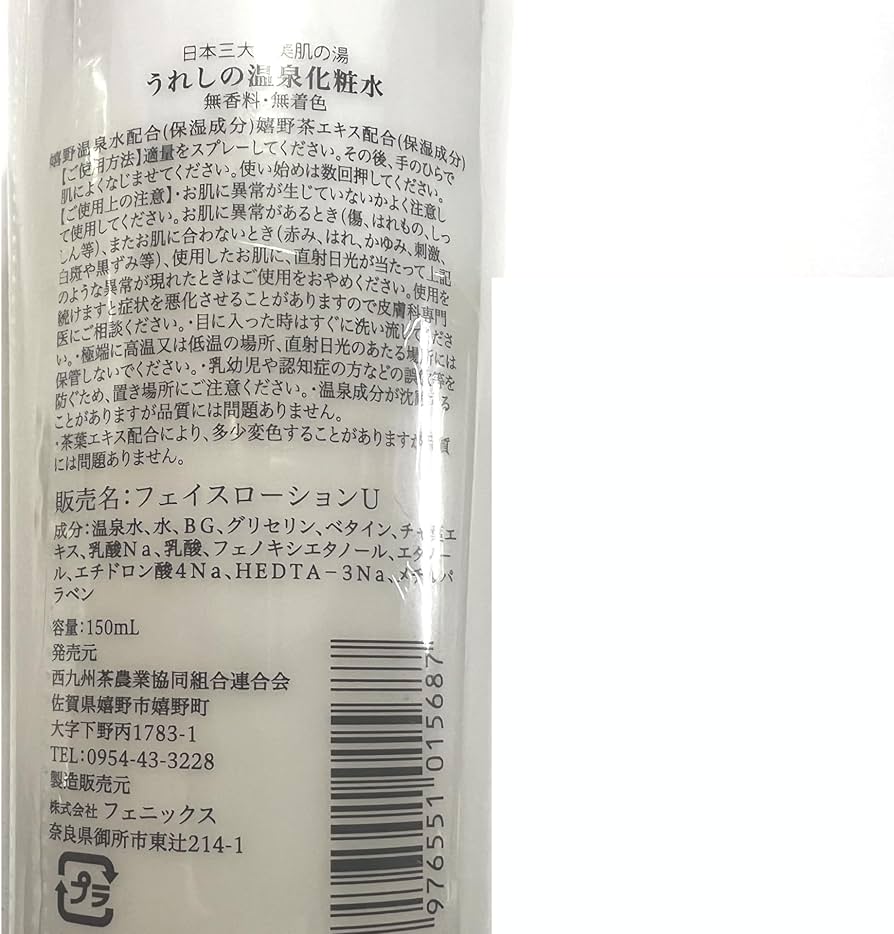 日本三大 美肌の湯
うれしの温泉化粧水
無香料・無着色
嬉野温泉水配合(保湿成分)嬉野茶エキス配合(保湿成分)
【ご使用方法】適量をスプレーしてください。その後、手のひらで
肌によくなじませてください。使い始めは数回押してください。
【ご使用上の注意】・お肌に異常が生じていないかよく注意し
て使用してください。お肌に異常があるとき(傷、はれもの、しっ
しん等)、またお肌に合わないとき(赤み、はれ、かゆみ、刺激、
白斑や黒ずみ等)、使用したお肌に、直射日光が当たって上記
のような異常が現れたときはご使用をおやめください。使用を
続けますと症状を悪化させることがありますので皮膚科専門
医にご相談ください。・目に入った時はすぐに洗い流してくださ
い。・極端に高温又は低温の場所、直射日光のあたる場所には
保管しないでください。・乳幼児や認知症の方などの誤食等を
防ぐため、置き場所にご注意ください。・温泉成分が沈殿する
ことがありますが品質には問題ありません。
・茶葉エキス配合により、多少変色することがありますが品質
には問題ありません。
販売名:フェイスローションU
成分:温泉水、水、BG、グリセリン、ベタイン、チャ葉エ
キス、乳酸Na、乳酸、フェノキシエタノール、エタノー
ル、エチドロン酸4Na、HEDTA-3Na、メチルパ
ラベン
容量:150mL
発売元
西九州茶農業協同組合連合会
佐賀県嬉野市嬉野町
大字下野丙1783-1
TEL:0954-43-3228
製造販売元
株式会社 フェニックス
奈良県御所市東辻214-1
プラ
976551 015687